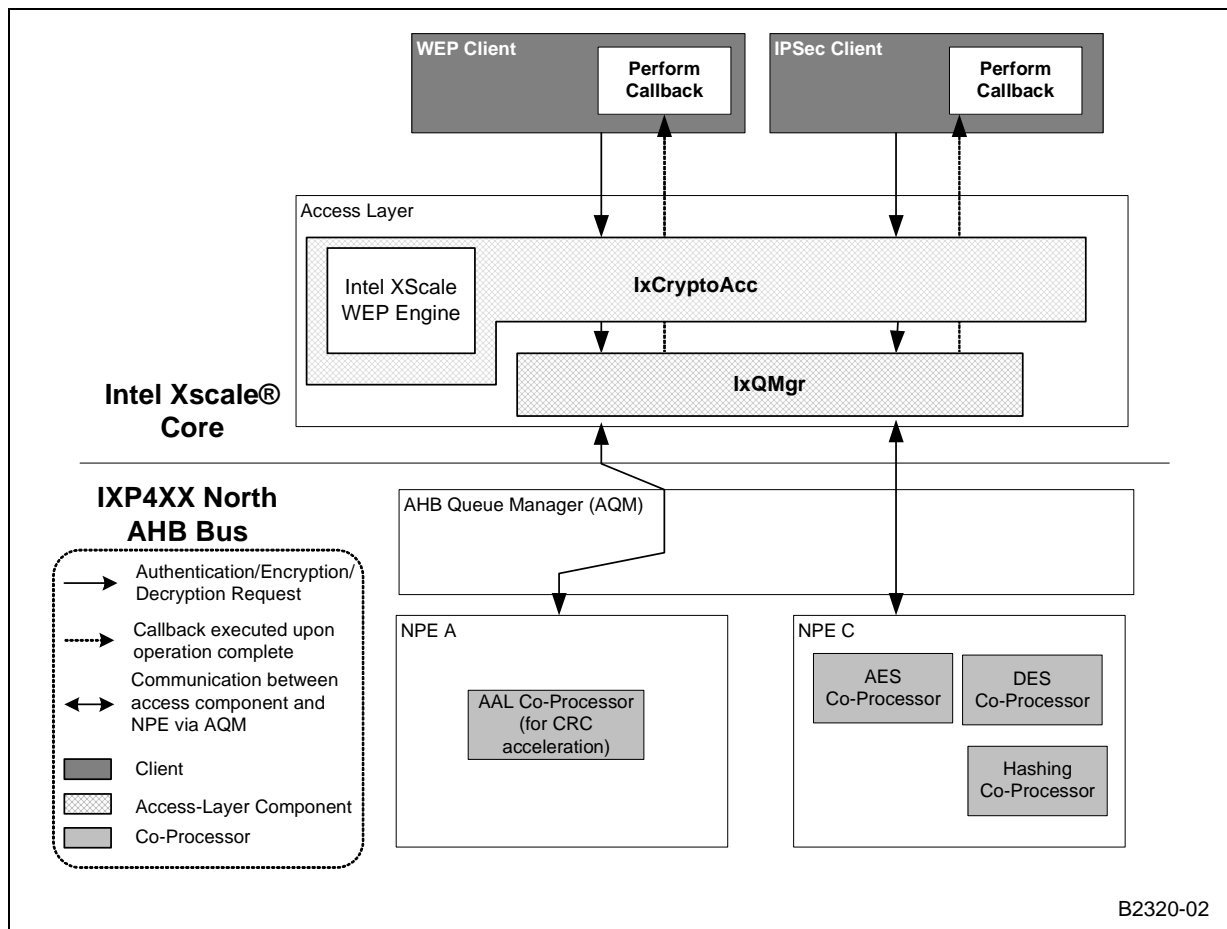 WEP Client
Perform
Callback
IPSec Client
Perform
Callback
Access Layer
Intel XScale
WEP Engine
IxCryptoAcc
IxQMgr
Intel Xscale®
Core
IXP4XX North
AHB Bus
AHB Queue Manager (AQM)
Authentication/Encryption/
Decryption Request
Callback executed upon
operation complete
Communication between
access component and
NPE via AQM
Client
Access-Layer Component
Co-Processor
NPE A
AAL Co-Processor
(for CRC
acceleration)
NPE C
AES
Co-Processor
DES
Co-Processor
Hashing
Co-Processor
B2320-02